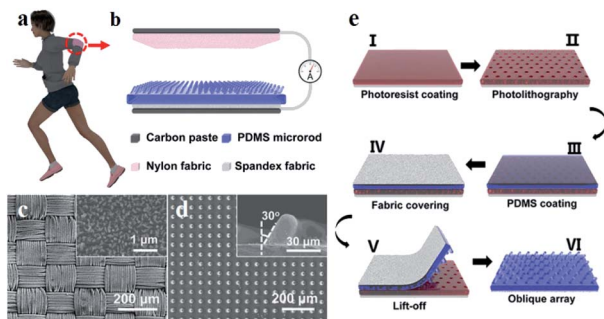 a
b
A
Carbon paste PDMS microrod
Nylon fabric Spandex fabric
c
1 μm
200 μm
d
30°
30 μm
200 μm
e
I
II
Photoresist coating
Photolithography
IV
III
Fabric covering
PDMS coating
V
VI
Lift-off
Oblique array